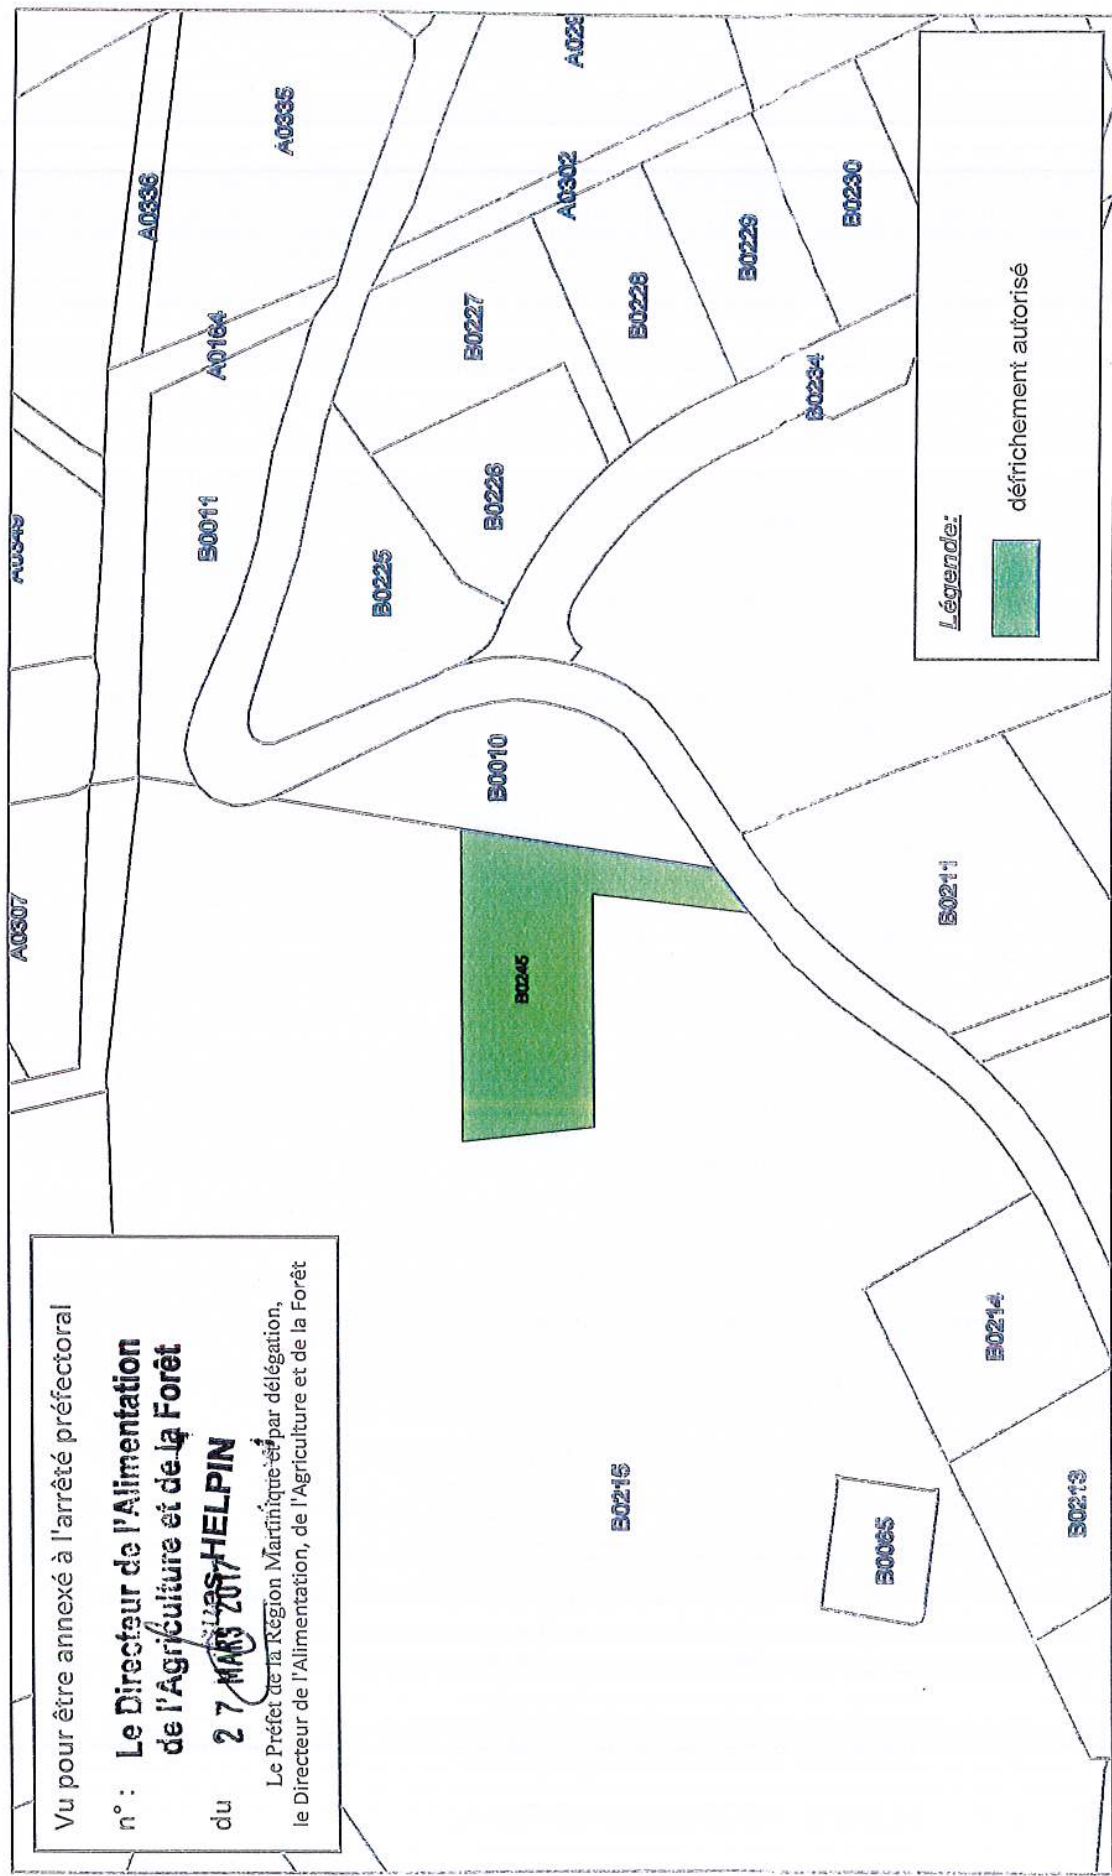 Vu pour être annexé à l'arrêté préfectoral
n° : Le Directeur de l'Alimentation
de l'Agriculture et de la Forêt
HELPIN
du 27 MARS 2017
Le Préfet de la Région Martinique et par délégation,
le Directeur de l'Alimentation, de l'Agriculture et de la Forêt
A0307
A0336
A0335
A0164
B0011
A0302
B0227
B0228
B0229
B0230
B0226
B0225
B0234
B0010
B0245
B0211
B0215
B0214
B0065
B0213
Légende:
défrichement autorisé